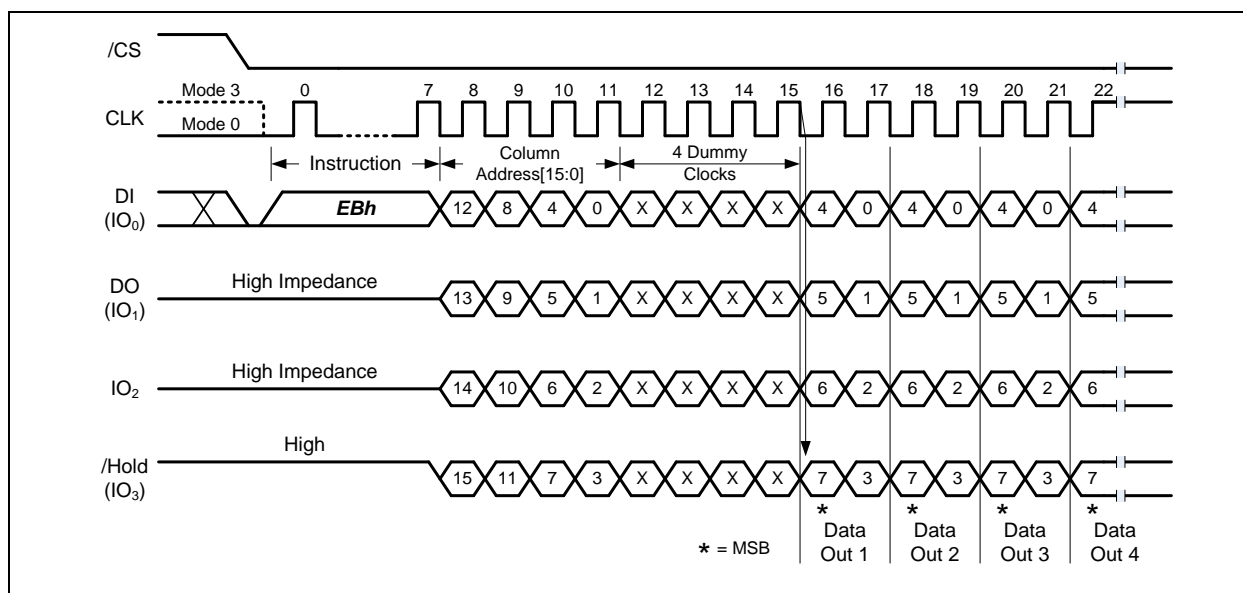 /CS
Mode 3 0 7 8 9 10 11 12 13 14 15 16 17 18 19 20 21 22
CLK
Mode 0
Instruction
Column
Address[15:0]
4 Dummy
Clocks
DI
(IO0)
EBh 12 8 4 0 X X X X 4 0 4 0 4 0 4
DO
(IO1)
High Impedance
13 9 5 1 X X X X 5 1 5 1 5 1 5
IO2
High Impedance
14 10 6 2 X X X X 6 2 6 2 6 2 6
/Hold
(IO3)
High
15 11 7 3 X X X X 7 3 7 3 7 3 7
* * * *
* = MSB
Data
Out 1
Data
Out 2
Data
Out 3
Data
Out 4